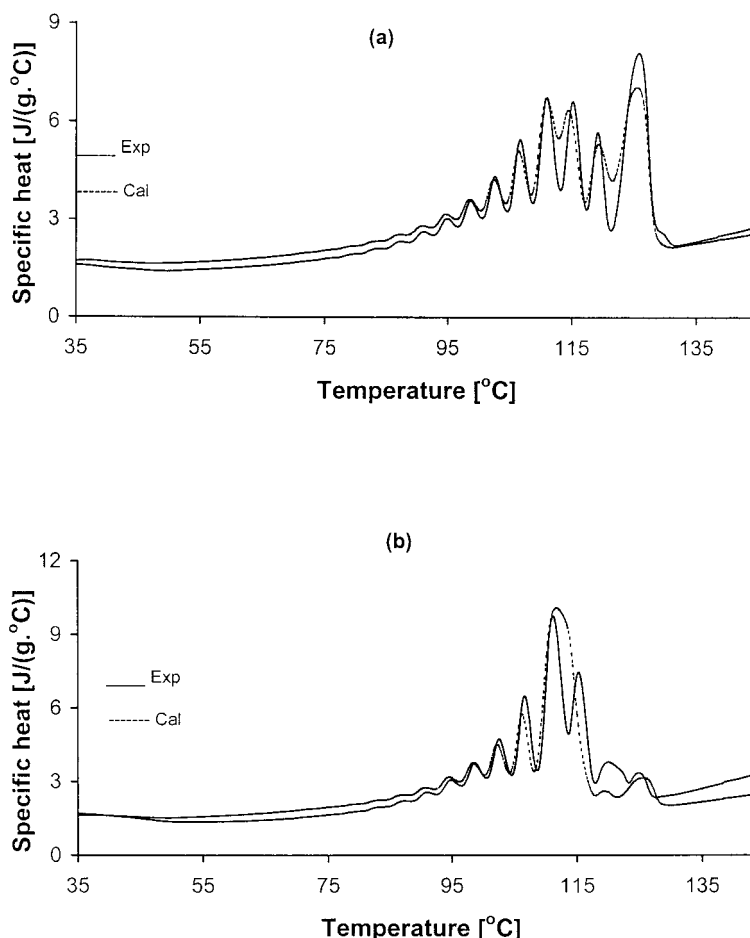 (a)
9
6
3
0
Specific heat [J/(g.°C)]
Exp
Cal
35 55 75 95 115 135
Temperature [°C]
(b)
12
9
6
3
0
Specific heat [J/(g.°C)]
Exp
Cal
35 55 75 95 115 135
Temperature [°C]